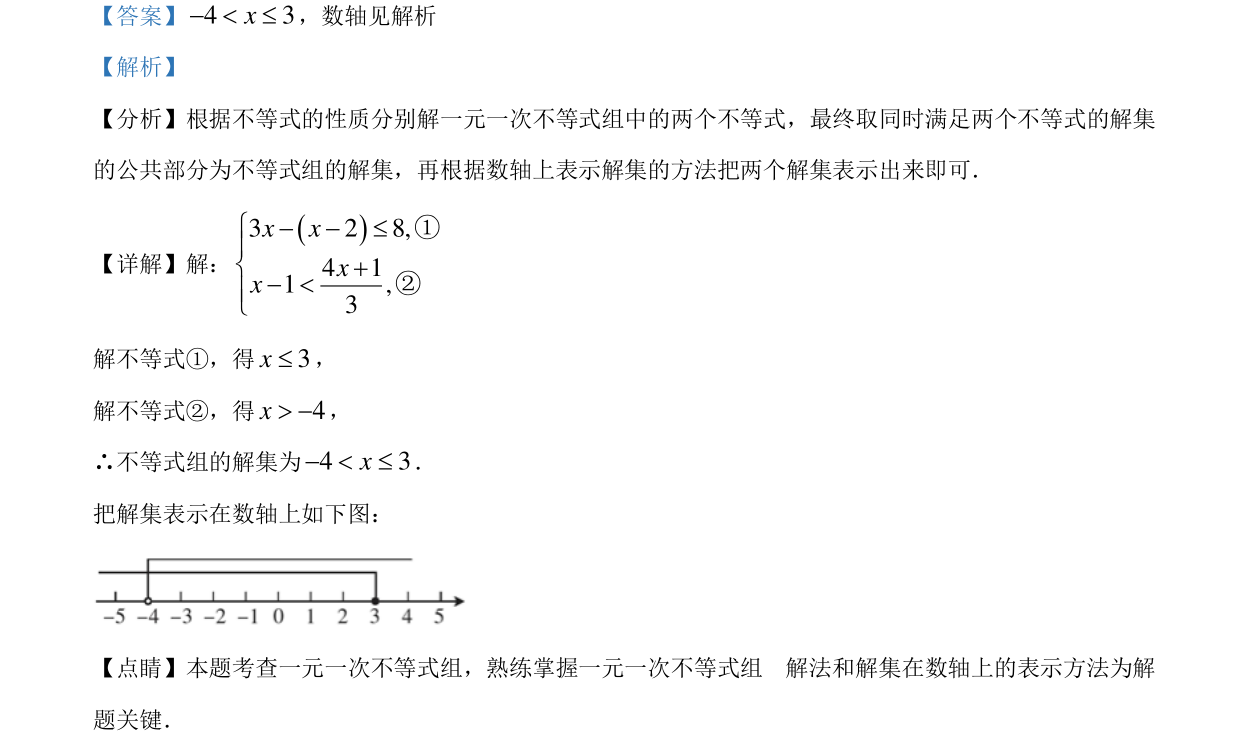 【答案】−4 < x ≤ 3，数轴见解析
【解析】
【分析】根据不等式的性质分别解一元一次不等式组中的两个不等式，最终取同时满足两个不等式的解集
的公共部分为不等式组的解集，再根据数轴上表示解集的方法把两个解集表示出来即可．
【详解】解：{3x−(x−2)≤8,①
x−1<(4x+1)/3,②
解不等式①，得 x ≤ 3，
解不等式②，得 x > −4，
∴不等式组的解集为−4 < x ≤ 3．
把解集表示在数轴上如下图：
−5 −4 −3 −2 −1 0 1 2 3 4 5
【点睛】本题考查一元一次不等式组，熟练掌握一元一次不等式组 解法和解集在数轴上的表示方法为解
题关键．